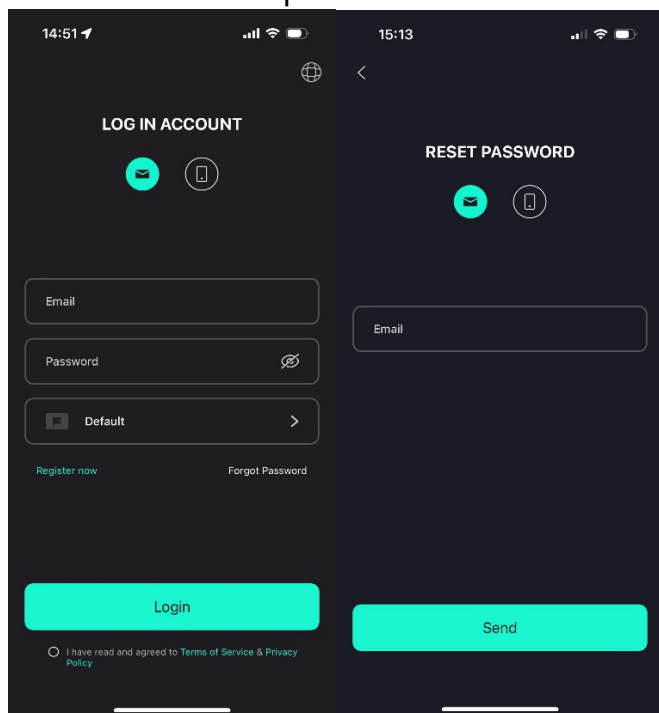 14:51
LOG IN ACCOUNT
Email
Password
Default
Register now
Forgot Password
Login
I have read and agreed to Terms of Service & Privacy
Policy
15:13
RESET PASSWORD
Email
Send